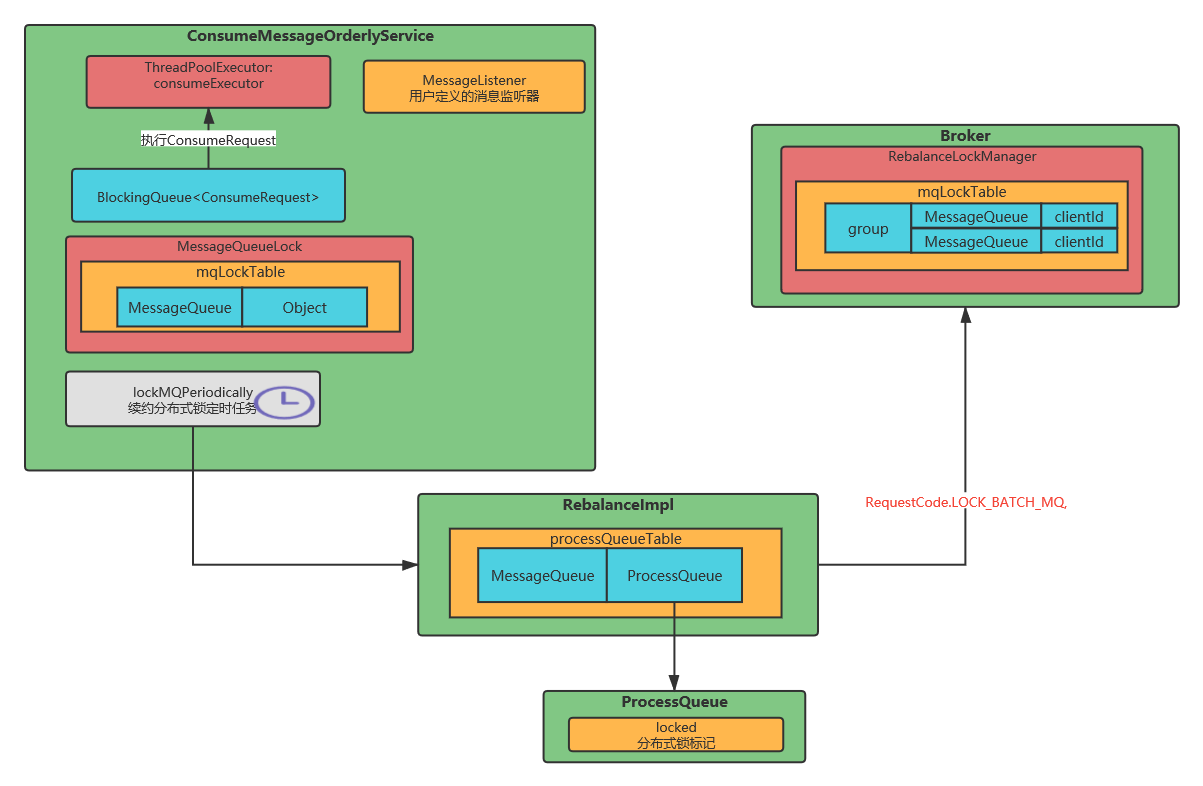 ConsumeMessageOrderlyService
ThreadPoolExecutor:
consumeExecutor
MessageListener
用户定义的消息监听器
执行ConsumeRequest
BlockingQueue<ConsumeRequest>
MessageQueueLock
mqLockTable
MessageQueue
Object
lockMQPeriodically
续约分布式锁定时任务
Broker
RebalanceLockManager
mqLockTable
group
MessageQueue
clientId
MessageQueue
clientId
RequestCode.LOCK_BATCH_MQ,
RebalanceImpl
processQueueTable
MessageQueue
ProcessQueue
ProcessQueue
locked
分布式锁标记